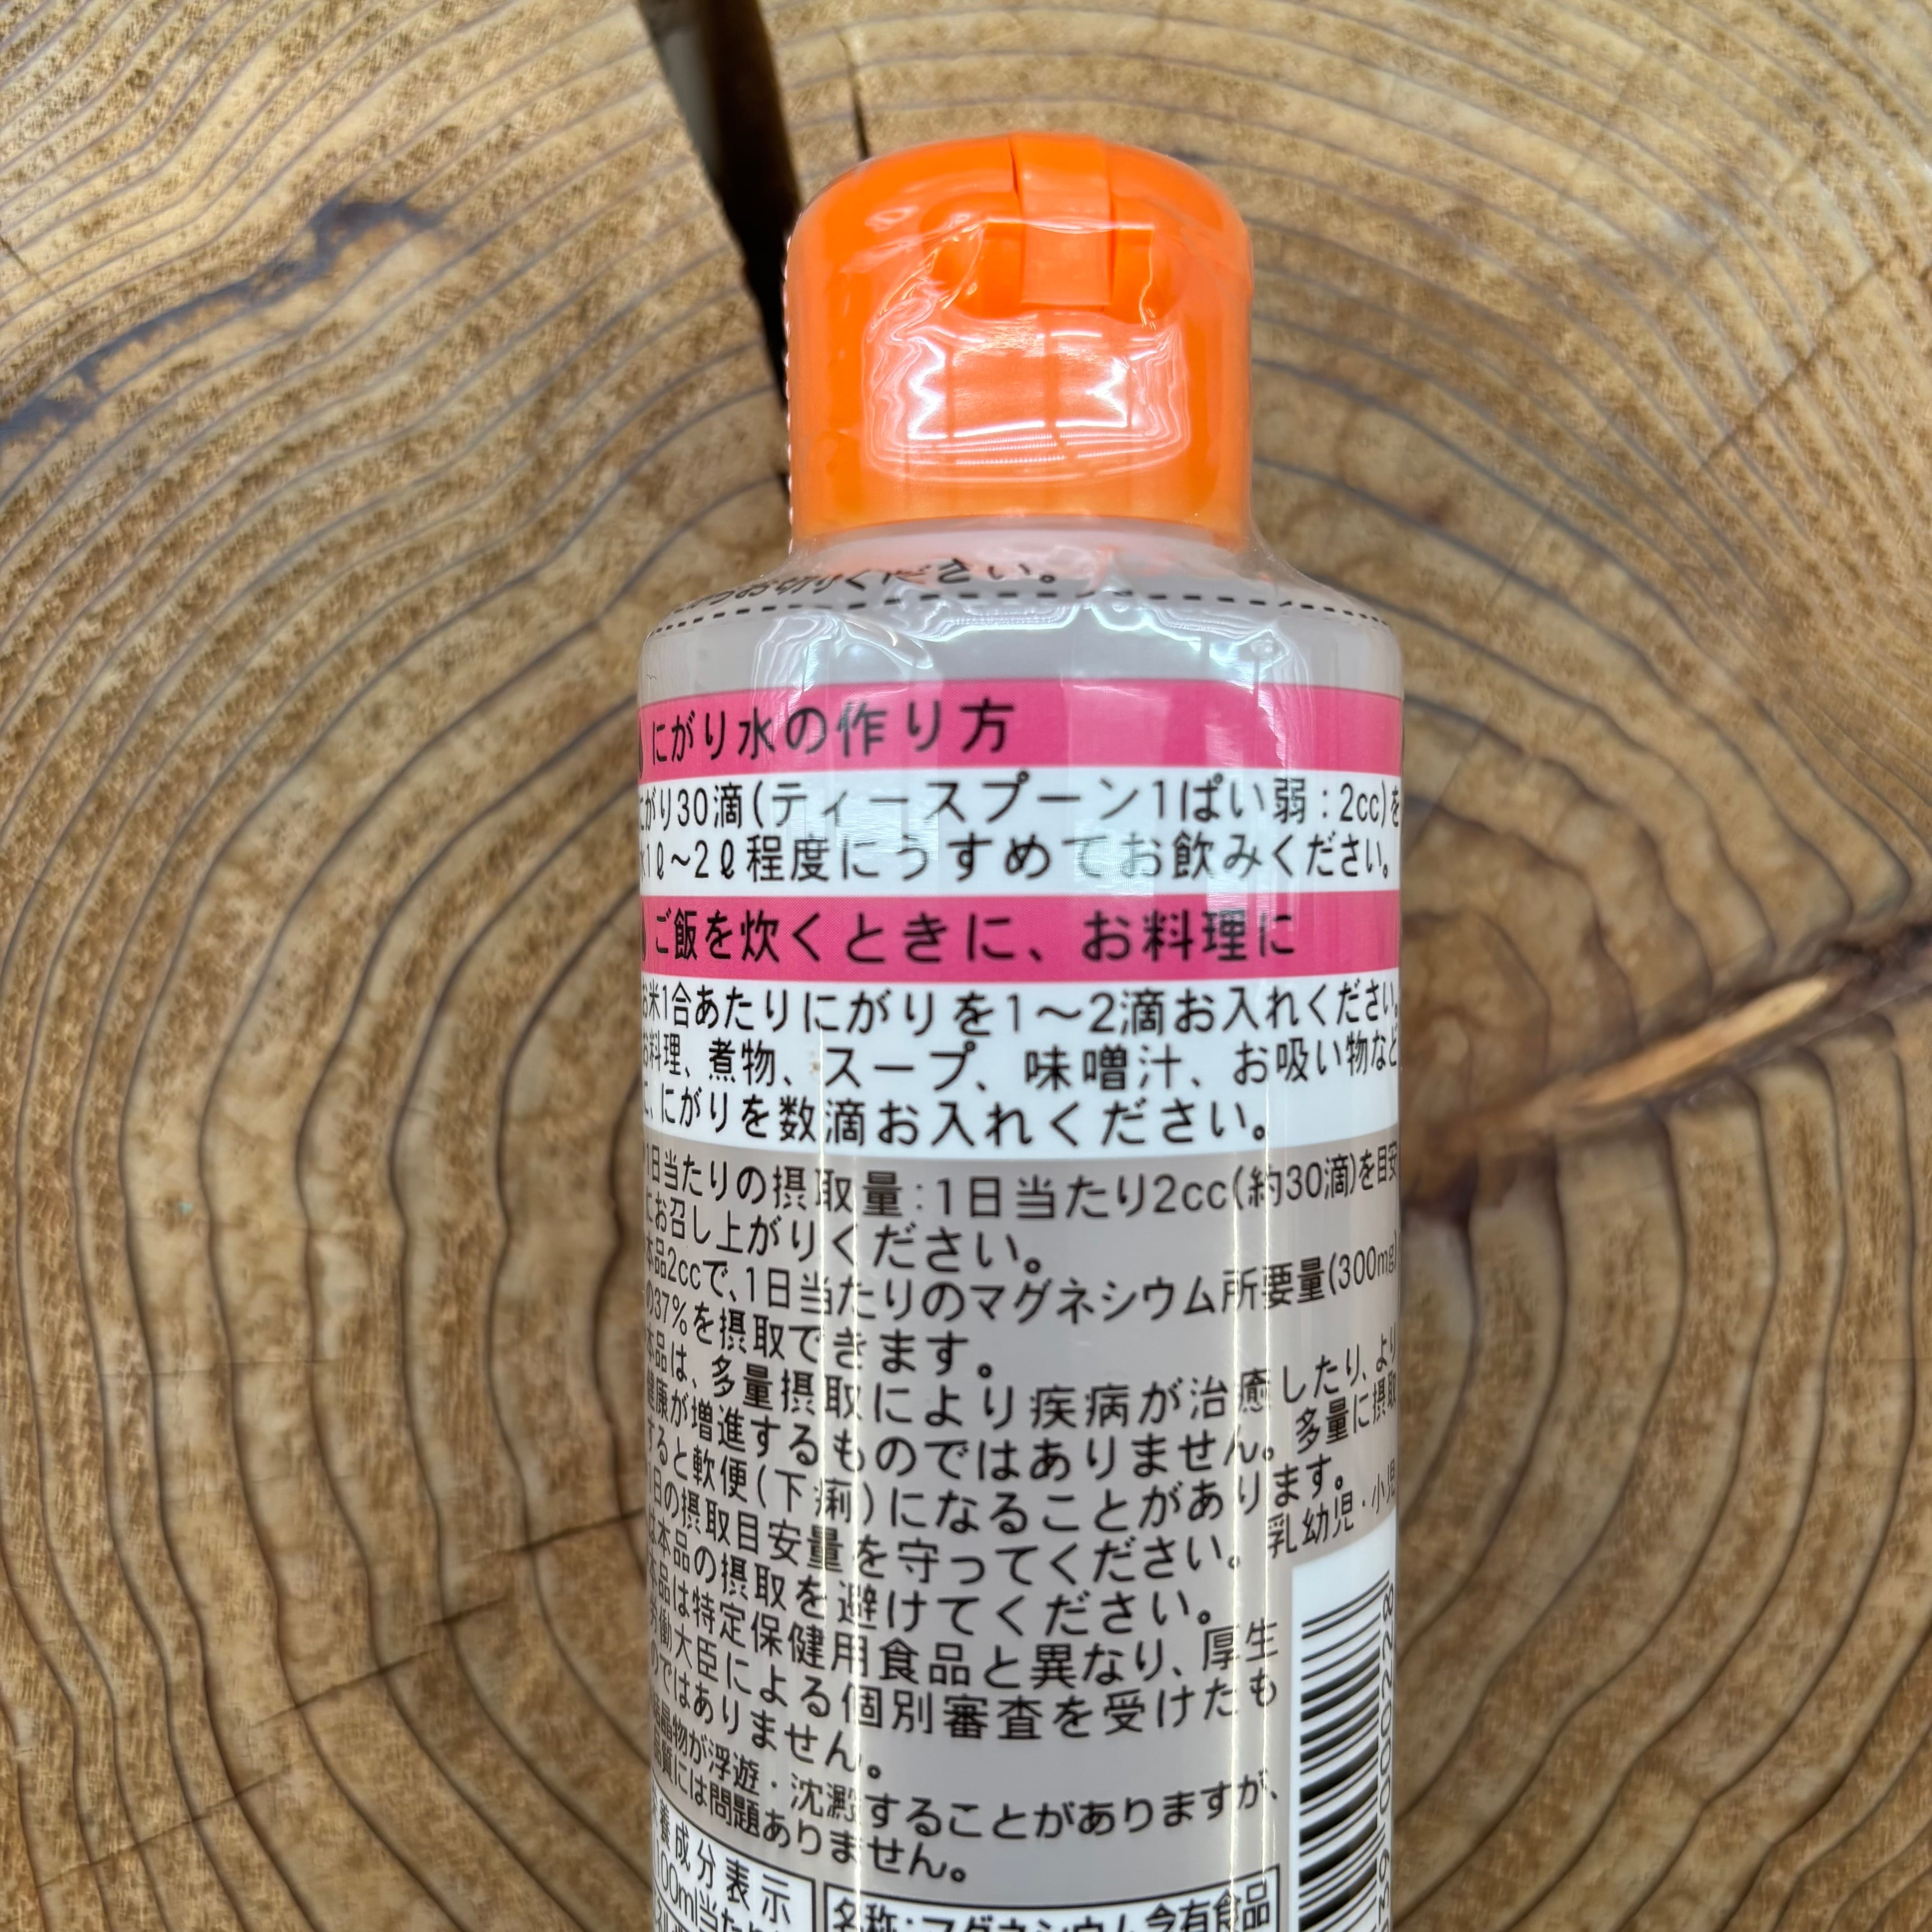 お切りください。
にがり水の作り方
にがり30滴(ティースプーン1ぱい弱:2cc)を
水1ℓ〜2ℓ程度にうすめてお飲みください。
ご飯を炊くときに、お料理に
お米1合あたりにがりを1〜2滴お入れください。
お料理、煮物、スープ、味噌汁、お吸い物など
に、にがりを数滴お入れください。
1日当たりの摂取量:1日当たり2cc(約30滴)を目安
にお召し上がりください。
本品2ccで、1日当たりのマグネシウム所要量(300mg)
の37%を摂取できます。
本品は、多量摂取により疾病が治癒したり、より
健康が増進するものではありません。多量に摂取
すると軟便(下痢)になることがあります。
日の摂取目安量を守ってください。乳幼児・小児
は本品の摂取を避けてください。
本品は特定保健用食品と異なり、厚生
労働大臣による個別審査を受けたも
のではありません。
結晶物が浮遊・沈澱することがありますが、
品質には問題ありません。
養成分表示
100ml当たり
名称:マグネシウム含有食品